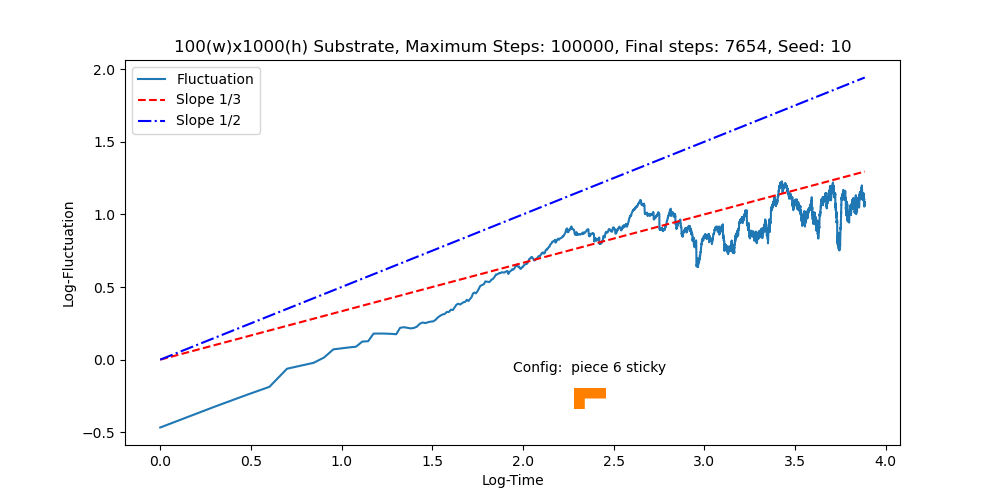 100(w)x1000(h) Substrate, Maximum Steps: 100000, Final steps: 7654, Seed: 10
Fluctuation
Slope 1/3
Slope 1/2
2.0
1.5
1.0
0.5
0.0
−0.5
Log-Fluctuation
Config:  piece 6 sticky
0.0
0.5
1.0
1.5
2.0
2.5
3.0
3.5
4.0
Log-Time